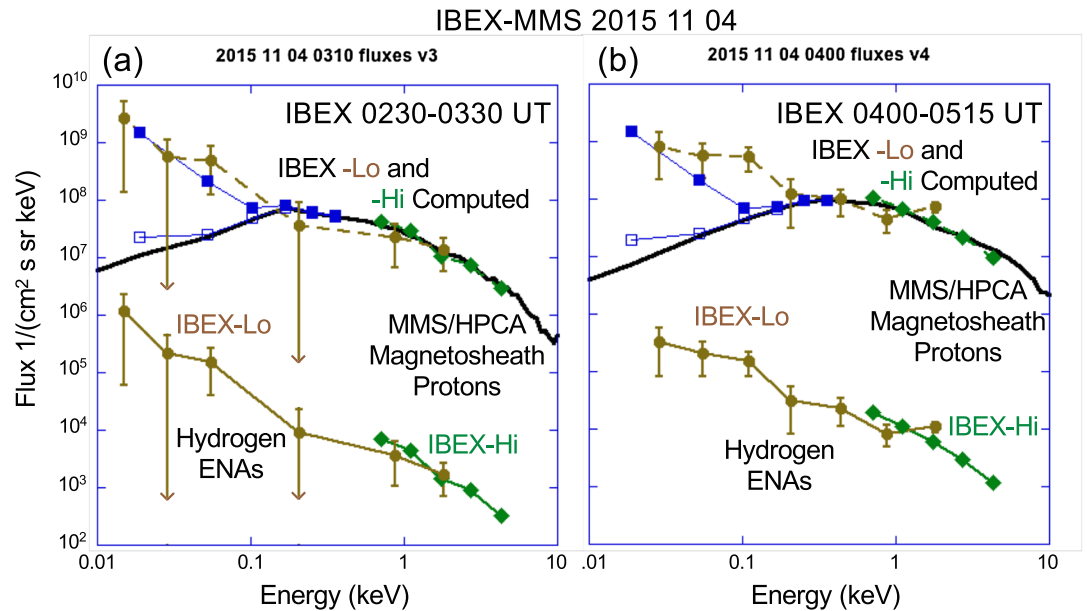 IBEX-MMS 2015 11 04
(a)
2015 11 04 0310 fluxes v3
IBEX 0230-0330 UT
IBEX -Lo and
-Hi Computed
MMS/HPCA
Magnetosheath
Protons
IBEX-Lo
Hydrogen
ENAs
IBEX-Hi
Flux 1/(cm² s sr keV)
10¹⁰
10⁹
10⁸
10⁷
10⁶
10⁵
10⁴
10³
10²
0.01
0.1
1
10
Energy (keV)
(b)
2015 11 04 0400 fluxes v4
IBEX 0400-0515 UT
IBEX -Lo and
-Hi Computed
MMS/HPCA
Magnetosheath
Protons
IBEX-Lo
IBEX-Hi
Hydrogen
ENAs
0.01
0.1
1
10
Energy (keV)